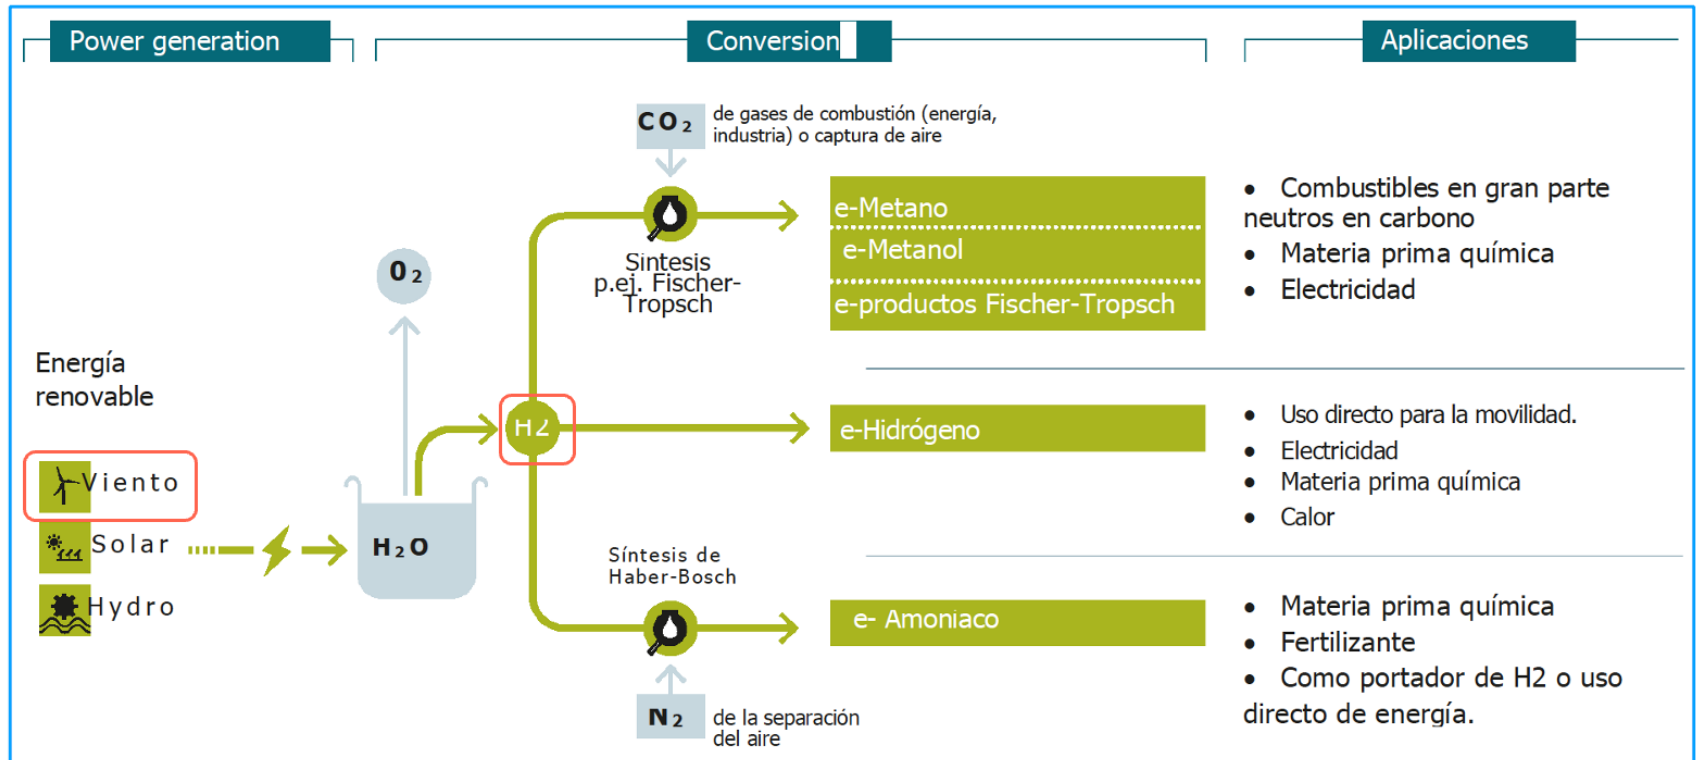 Power generation
Conversion
Aplicaciones
CO₂
de gases de combustión (energía,
industria) o captura de aire
e-Metano
e-Metanol
e-productos Fischer-Tropsch
• Combustibles en gran parte
neutros en carbono
• Materia prima química
• Electricidad
Síntesis
p.ej. Fischer-
Tropsch
O₂
Energía
renovable
Viento
Solar
Hydro
H₂O
H2
e-Hidrógeno
• Uso directo para la movilidad.
• Electricidad
• Materia prima química
• Calor
Síntesis de
Haber-Bosch
e- Amoniaco
• Materia prima química
• Fertilizante
• Como portador de H2 o uso
directo de energía.
N₂
de la separación
del aire